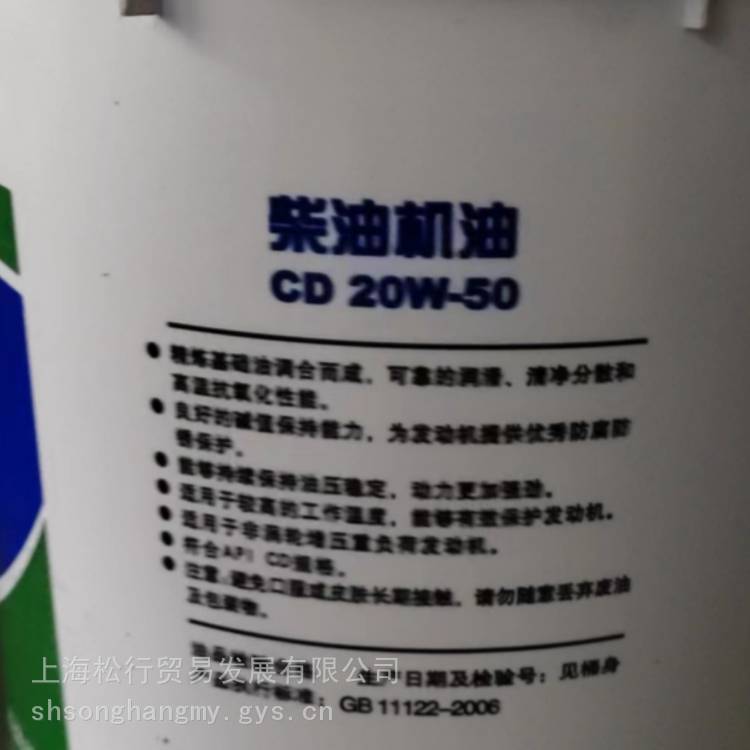 柴油机油
CD 20W-50
● 精炼基础油调合而成，可靠的润滑、清净分散和
高温抗氧化性能。
● 良好的碱值保持能力，为发动机提供优秀防腐防
锈保护。
● 能够持续保持油压稳定，动力更加强劲。
● 适用于较高的工作温度，能够有效保护发动机。
● 适用于非涡轮增压重负荷发动机。
● 符合API CD规格。
● 注意：避免口服或皮肤长期接触，请勿随意丢弃废油
及包装物。
生产日期及检验号：见桶身
执行标准：GB 11122-2006
上海松行贸易发展有限公司
shsonghangmy.gys.cn